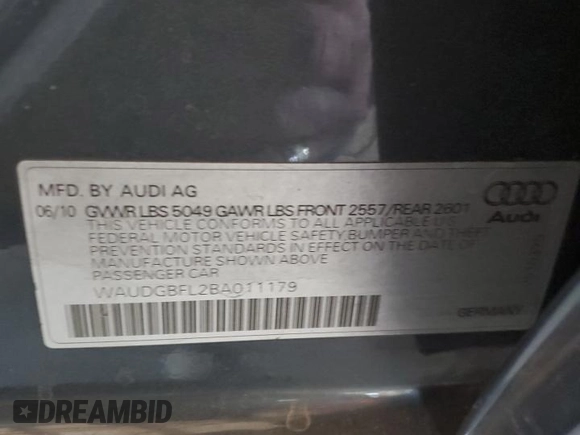 MFD. BY AUDI AG
06/10 GVWR LBS 5049 GAWR LBS FRONT 2557/REAR 2601
THIS VEHICLE CONFORMS TO ALL APPLICABLE U.S.
FEDERAL MOTOR VEHICLE SAFETY, BUMPER AND THEFT
PREVENTION STANDARDS IN EFFECT ON THE DATE OF
MANUFACTURE SHOWN ABOVE
PASSENGER CAR
WAUDGBFL2BA011179
Audi
GERMANY
DREAMBID